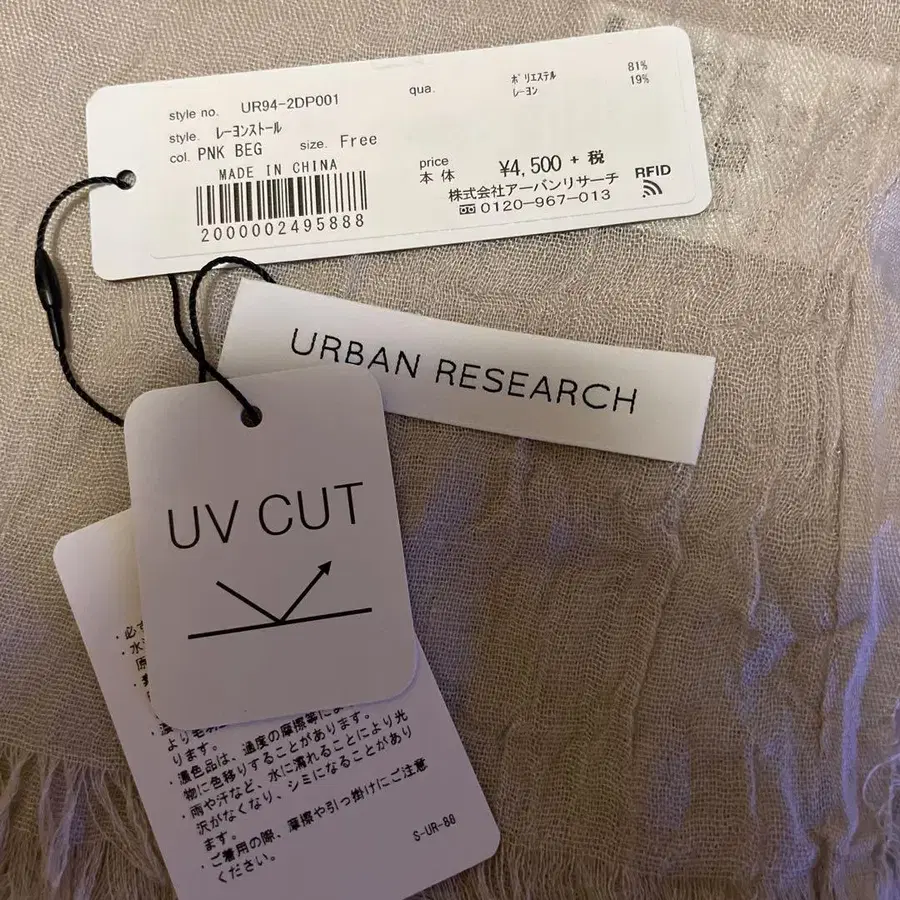 style no. UR94-2DP001
style. レーヨンストール
col. PNK BEG size. Free
MADE IN CHINA
2000002495888
qua. ポリエステル 81%
レーヨン 19%
price
本体 ¥4,500 + 税
株式会社アーバンリサーチ
0120-967-013
RFID
URBAN RESEARCH
UV CUT
・必ず
・水
より毛
ります。
・濃色品は、過度の摩擦等によ
物に色移りすることがあります。
・雨や汗など、水に濡れることにより光
沢がなくなり、シミになることがあり
ます。
・ご着用の際、摩擦や引っ掛けにご注意
ください。
S-UR-88